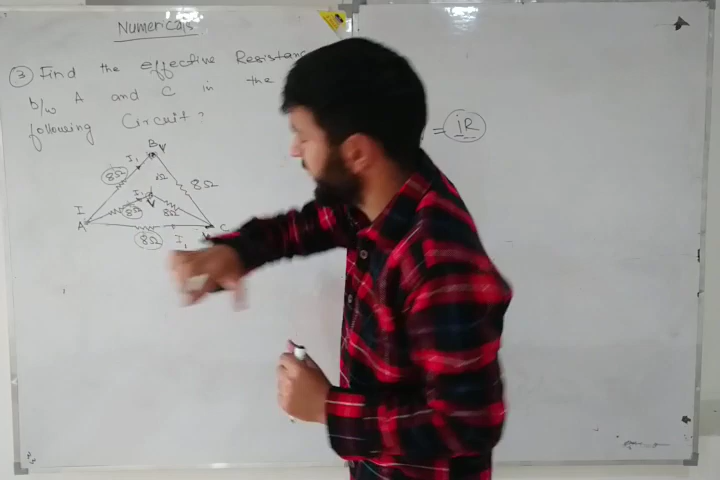 Numericals
③ Find the effective Resistance
b/w A and C in the
following Circuit?
= iR
B V
I₁
8Ω
8Ω 8Ω
I₁
I
8Ω V 8Ω
A C
8Ω I₁ V